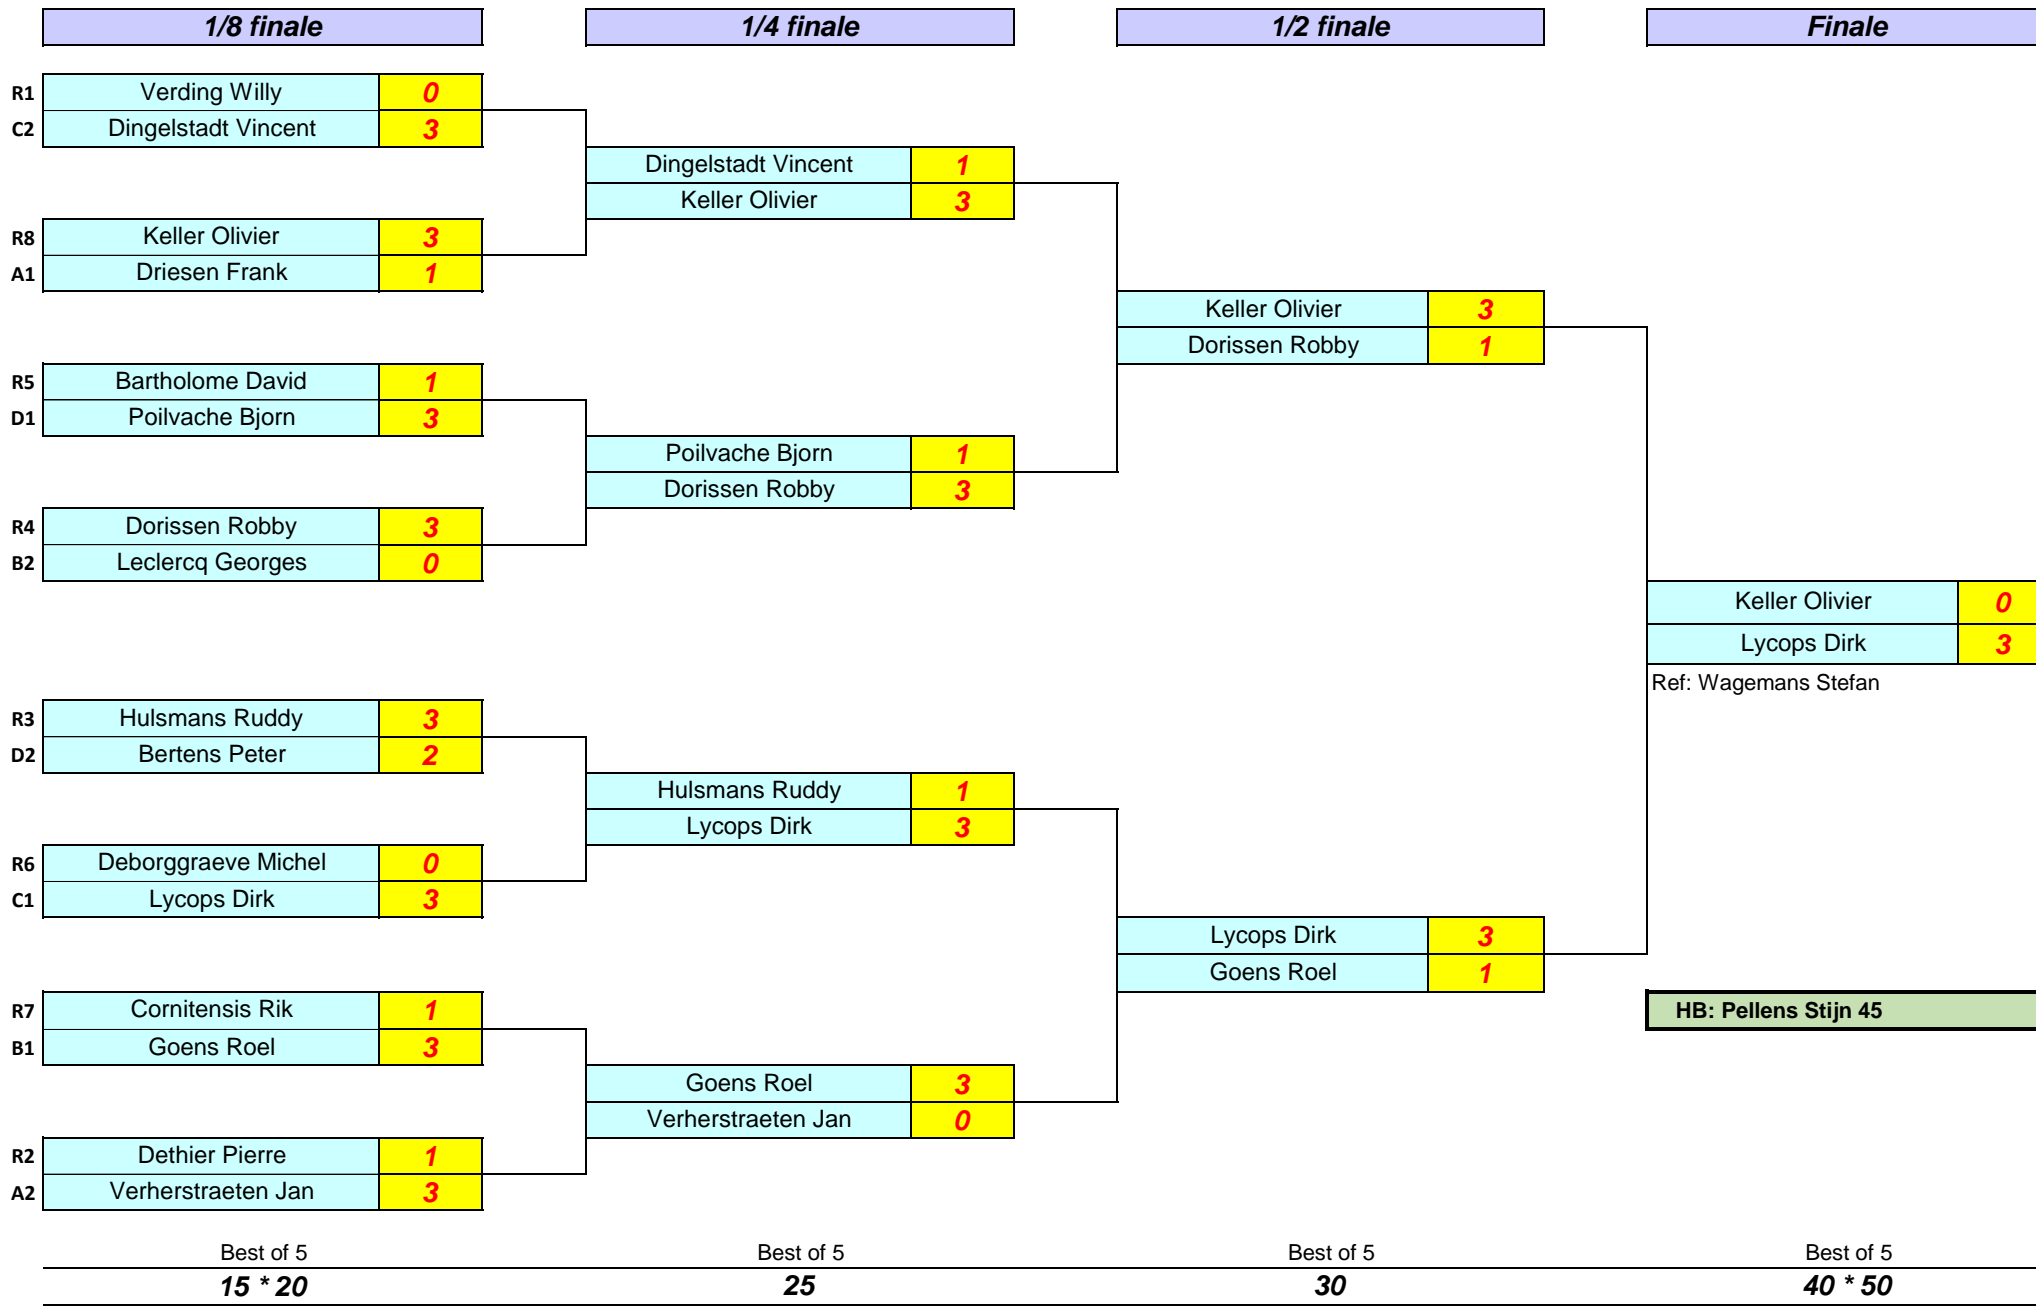 1/8 finale 1/4 finale 1/2 finale Finale
R1 Verding Willy 0
C2 Dingelstadt Vincent 3
Dingelstadt Vincent 1
Keller Olivier 3
R8 Keller Olivier 3
A1 Driesen Frank 1
Keller Olivier 3
Dorissen Robby 1
R5 Bartholome David 1
D1 Poilvache Bjorn 3
Poilvache Bjorn 1
Dorissen Robby 3
R4 Dorissen Robby 3
B2 Leclercq Georges 0
Keller Olivier 0
Lycops Dirk 3
Ref: Wagemans Stefan
R3 Hulsmans Ruddy 3
D2 Bertens Peter 2
Hulsmans Ruddy 1
Lycops Dirk 3
R6 Deborggraeve Michel 0
C1 Lycops Dirk 3
Lycops Dirk 3
Goens Roel 1
R7 Cornitensis Rik 1
HB: Pellens Stijn 45
B1 Goens Roel 3
Goens Roel 3
Verherstraeten Jan 0
R2 Dethier Pierre 1
A2 Verherstraeten Jan 3
Best of 5 Best of 5 Best of 5 Best of 5
15 * 20 25 30 40 * 50